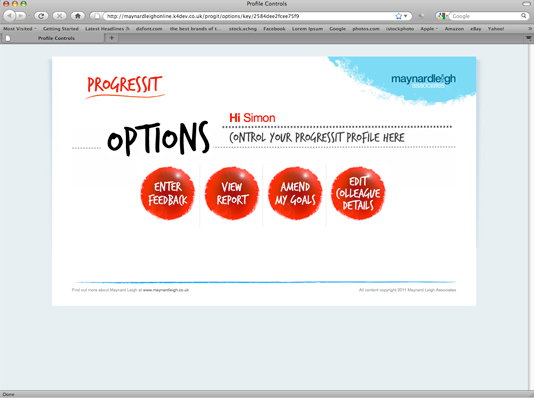 Profile Controls
http://maynardleighonline.k4dev.co.uk/progit/options/key/2584dee2fcee75f9
Google
Most Visited Getting Started Latest Headlines dafont.com the best brands of t... stock.xchng Facebook Lorem Ipsum Google photos.com istockphoto Apple Amazon eBay Yahoo!
Profile Controls
PROGRESSIT
maynardleigh
associates
Hi Simon
OPTIONS
CONTROL YOUR PROGRESSIT PROFILE HERE
ENTER
FEEDBACK
VIEW
REPORT
AMEND
MY GOALS
EDIT
COLLEAGUE
DETAILS
Find out more about Maynard Leigh at www.maynardleigh.co.uk
All content copyright 2011 Maynard Leigh Associates
Done